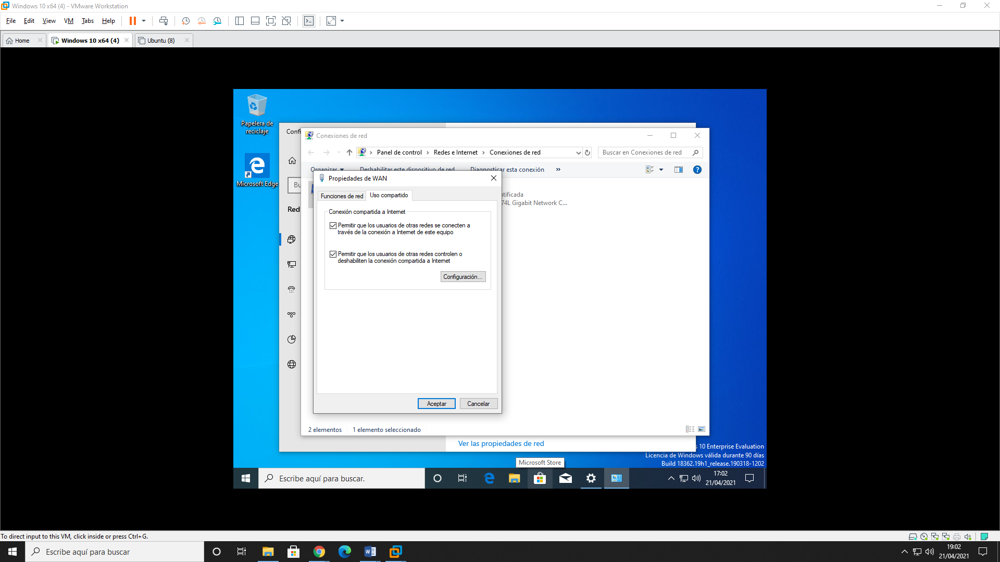 Windows 10 x64 (4) - VMware Workstation
File Edit View VM Tabs Help
Home Windows 10 x64 (4) Ubuntu (8)
Papelera de
reciclaje
Microsoft Edge
Confi
Bu
Red
Conexiones de red
Panel de control Redes e Internet Conexiones de red
Buscar en Conexiones de red
Organizar Deshabilitar este dispositivo de red Diagnosticar esta conexión »
ntificada
74L Gigabit Network C...
Propiedades de WAN
Funciones de red Uso compartido
Conexión compartida a Internet
Permitir que los usuarios de otras redes se conecten a
través de la conexión a Internet de este equipo
Permitir que los usuarios de otras redes controlen o
deshabiliten la conexión compartida a Internet
Configuración...
Aceptar Cancelar
2 elementos 1 elemento seleccionado
Ver las propiedades de red
s 10 Enterprise Evaluation
Licencia de Windows válida durante 90 días
Build 18362.19h1_release.190318-1202
Microsoft Store
Escribe aquí para buscar.
17:02
21/04/2021
To direct input to this VM, click inside or press Ctrl+G.
Escribe aquí para buscar
19:02
21/04/2021